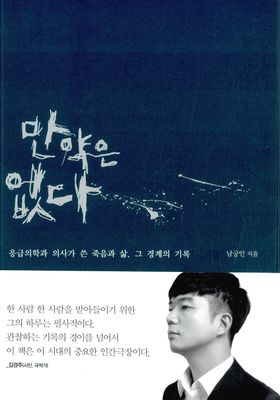 만약은
없다
응급의학과 의사가 쓴 죽음과 삶, 그 경계의 기록
남궁인 지음
한 사람 한 사람을 받아들이기 위한
그의 하루는 필사적이다.
관찰하는 기록의 경이를 넘어서
이 책은 이 시대의 중요한 인간극장이다.
_김경주(시인, 극작가)